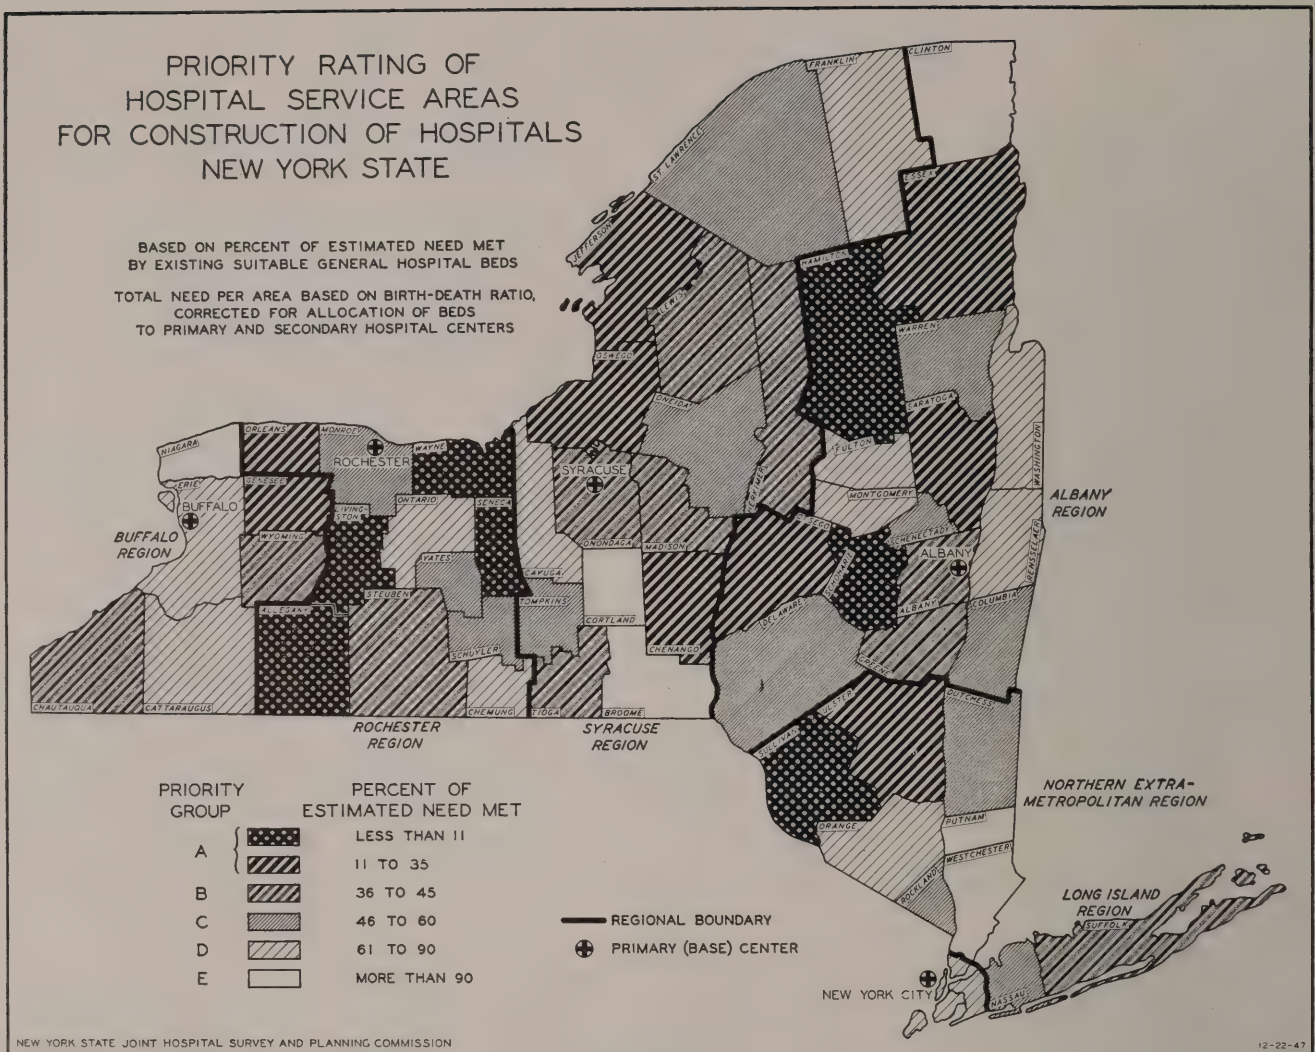 PRIORITY RATING OF
HOSPITAL SERVICE AREAS
FOR CONSTRUCTION OF HOSPITALS
NEW YORK STATE
BASED ON PERCENT OF ESTIMATED NEED MET
BY EXISTING SUITABLE GENERAL HOSPITAL BEDS
TOTAL NEED PER AREA BASED ON BIRTH-DEATH RATIO,
CORRECTED FOR ALLOCATION OF BEDS
TO PRIMARY AND SECONDARY HOSPITAL CENTERS
CLINTON
FRANKLIN
ST. LAWRENCE
ESSEX
JEFFERSON
HAMILTON
LEWIS
WARREN
OSWEGO
ONEIDA
SARATOGA
WASHINGTON
NIAGARA
ORLEANS
MONROE
ROCHESTER
WAYNE
SYRACUSE
HERKIMER
FULTON
ERIE
BUFFALO
GENESEE
LIVING-
STON
ONTARIO
SENECA
MONTGOMERY
ALBANY
REGION
BUFFALO
REGION
WYOMING
YATES
ONONDAGA
MADISON
OTSEGO
SCHENECTADY
SCHOHARIE
ALBANY
RENSSELAER
CAYUGA
ALLEGANY
STEUBEN
TOMPKINS
CORTLAND
DELAWARE
ALBANY
COLUMBIA
SCHUYLER
CHENANGO
GREENE
CHAUTAUQUA
CATTARAUGUS
CHEMUNG
TIOGA
BROOME
ULSTER
DUTCHESS
SULLIVAN
ROCHESTER
REGION
SYRACUSE
REGION
NORTHERN EXTRA-
METROPOLITAN REGION
ORANGE
PUTNAM
WESTCHESTER
ROCKLAND
LONG ISLAND
REGION
SUFFOLK
NASSAU
NEW YORK CITY
PRIORITY
GROUP
PERCENT OF
ESTIMATED NEED MET
A
LESS THAN 11
11 TO 35
B 36 TO 45
C 46 TO 60
D 61 TO 90
E MORE THAN 90
REGIONAL BOUNDARY
PRIMARY (BASE) CENTER
NEW YORK STATE JOINT HOSPITAL SURVEY AND PLANNING COMMISSION
12-22-47